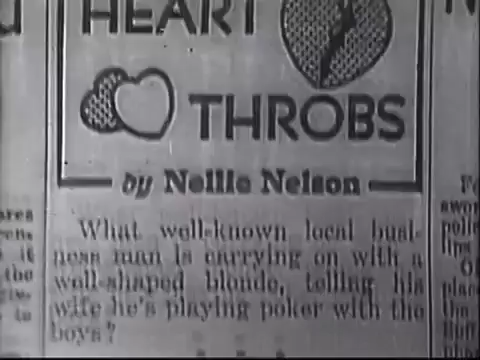 HEART
THROBS
by Nellie Nelson
What well-known local busi-
ness man is carrying on with a
well-shaped blonde, telling his
wife he's playing poker with the
boys?
the